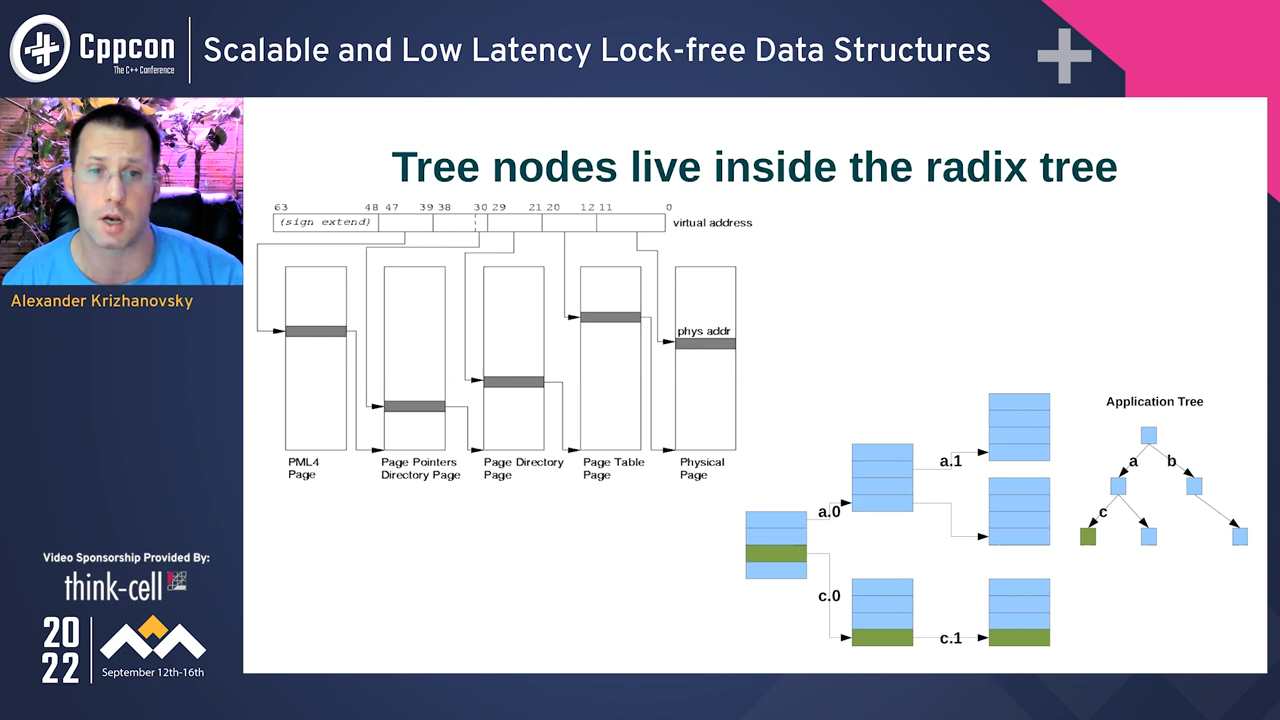 Cppcon
The C++ Conference
Scalable and Low Latency Lock-free Data Structures
Alexander Krizhanovsky
Tree nodes live inside the radix tree
63 48 47 39 38 30 29 21 20 12 11 0
(sign extend)
virtual address
phys addr
PML4
Page
Page Pointers
Directory Page
Page Directory
Page
Page Table
Page
Physical
Page
Application Tree
a b
c
a.1
a.0
c.0
c.1
Video Sponsorship Provided By:
think-cell
20
22
September 12th-16th